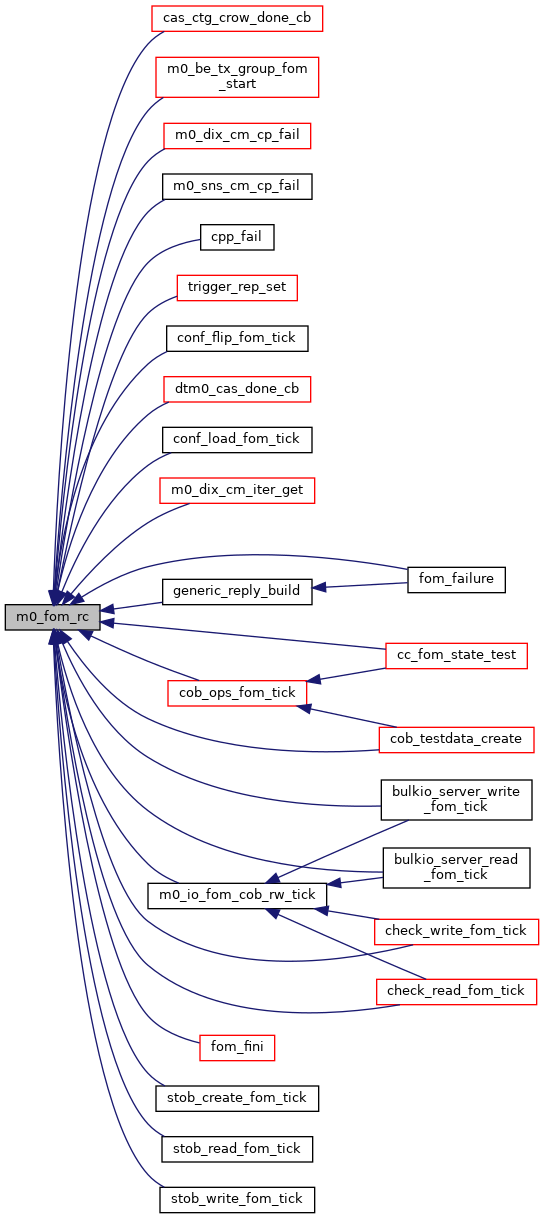 cas_ctg_crow_done_cb
m0_be_tx_group_fom
_start
m0_dix_cm_cp_fail
m0_sns_cm_cp_fail
cpp_fail
trigger_rep_set
conf_flip_fom_tick
dtm0_cas_done_cb
conf_load_fom_tick
m0_dix_cm_iter_get
fom_failure
generic_reply_build
m0_fom_rc
cc_fom_state_test
cob_ops_fom_tick
cob_testdata_create
bulkio_server_write
_fom_tick
bulkio_server_read
_fom_tick
m0_io_fom_cob_rw_tick
check_write_fom_tick
check_read_fom_tick
fom_fini
stob_create_fom_tick
stob_read_fom_tick
stob_write_fom_tick